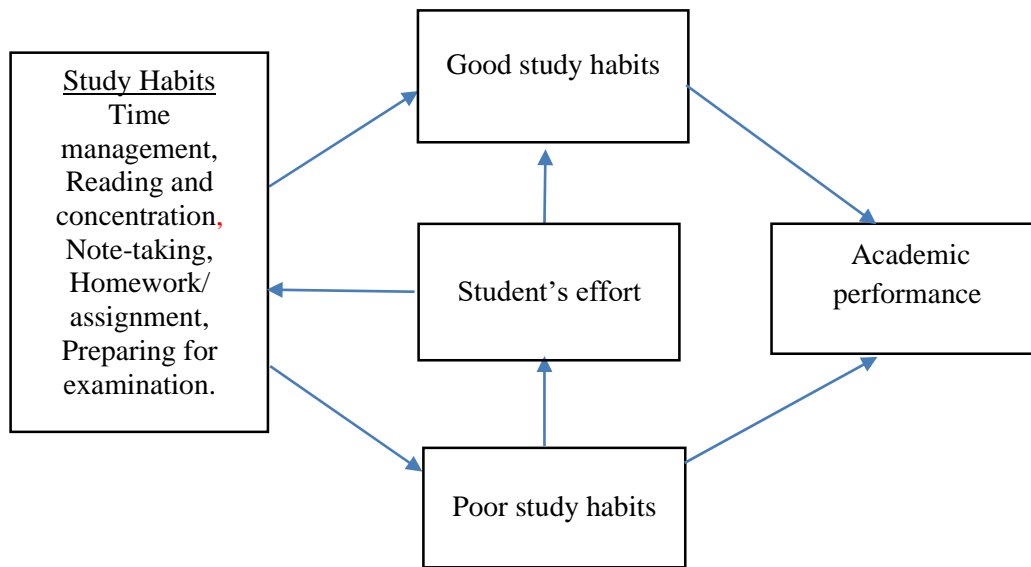 Study Habits
Time
management,
Reading and
concentration,
Note-taking,
Homework/
assignment,
Preparing for
examination.
Good study habits
Student’s effort
Poor study habits
Academic
performance